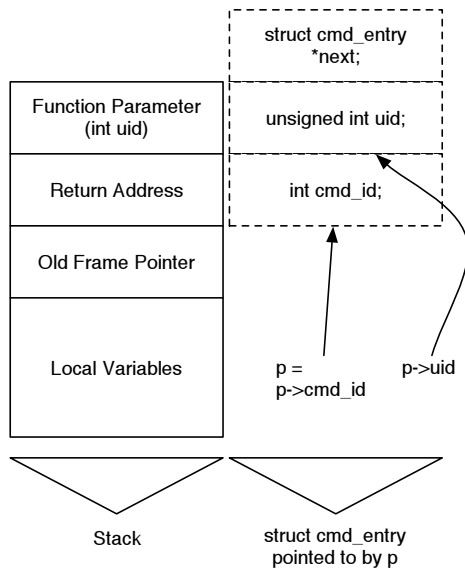 struct cmd_entry
*next;
Function Parameter
(int uid)
unsigned int uid;
Return Address
int cmd_id;
Old Frame Pointer
Local Variables
p =
p->cmd_id
p->uid
Stack
struct cmd_entry
pointed to by p